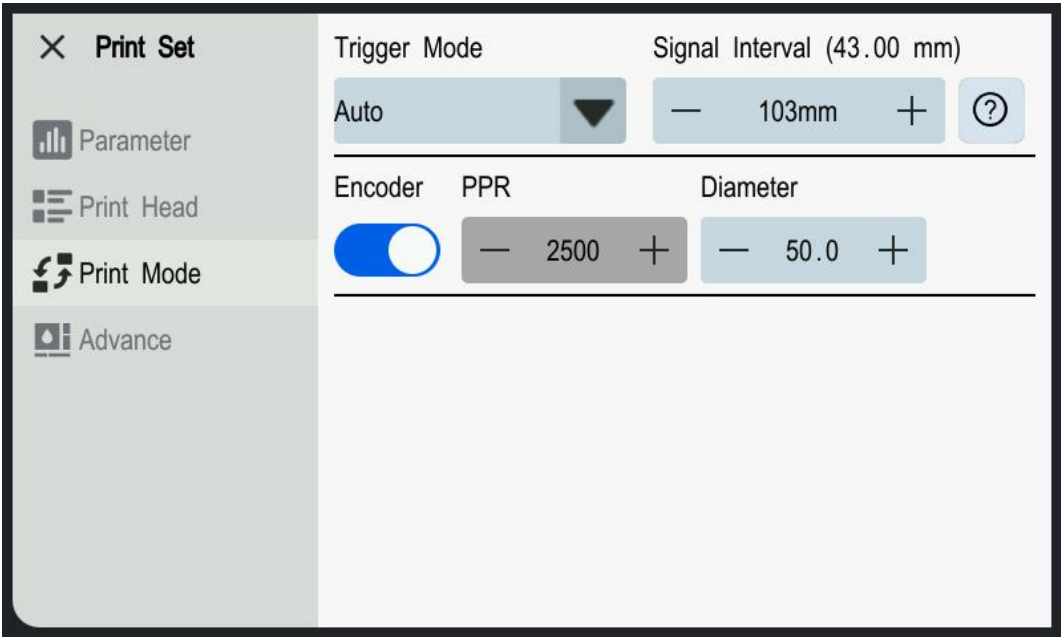 Print Set
Parameter
Print Head
Print Mode
Advance
Trigger Mode
Signal Interval (43.00 mm)
Auto
— 103mm + ?
Encoder PPR Diameter
— 2500 + — 50.0 +